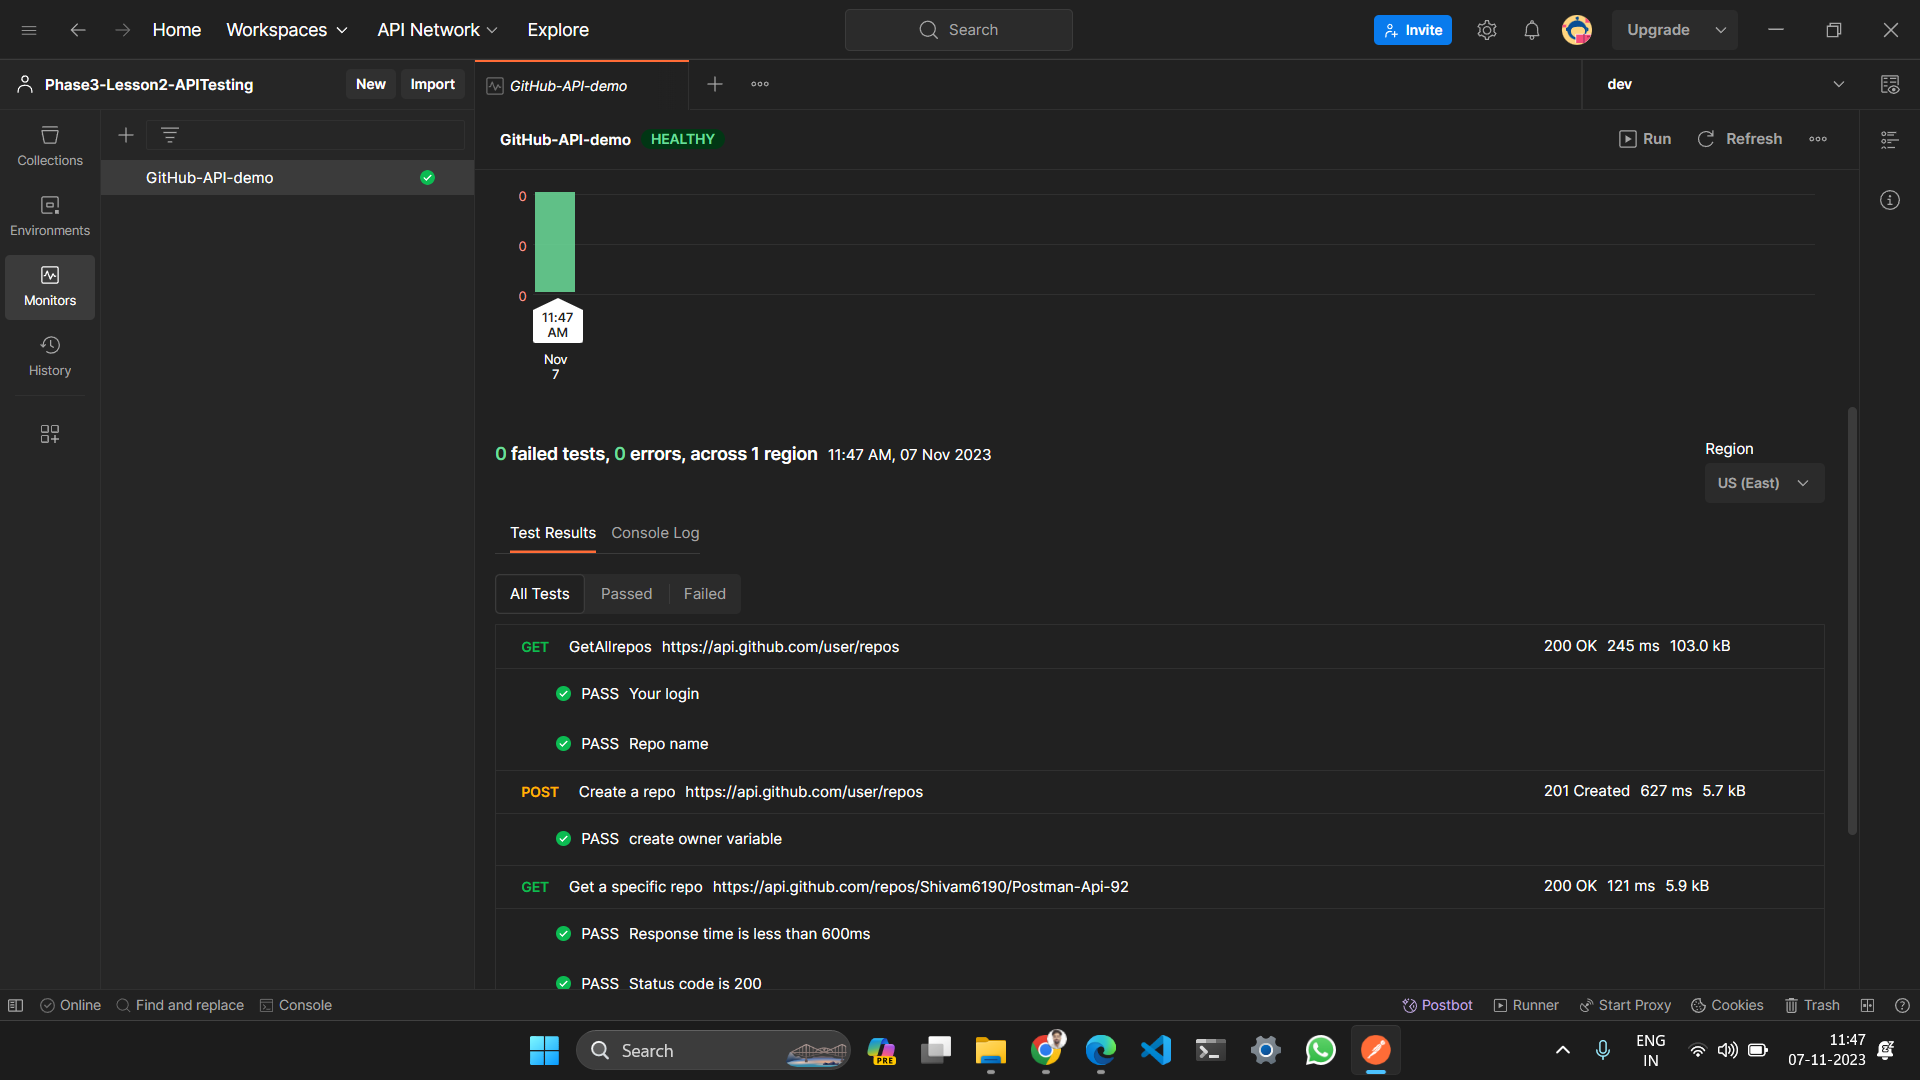 Home Workspaces API Network Explore Search Invite Upgrade
Phase3-Lesson2-APITesting New Import GitHub-API-demo dev
Collections
Environments
Monitors
History
GitHub-API-demo
GitHub-API-demo HEALTHY Run Refresh
0
0
0
11:47
AM
Nov
7
0 failed tests, 0 errors, across 1 region 11:47 AM, 07 Nov 2023
Region
US (East)
Test Results Console Log
All Tests Passed Failed
GET GetAllrepos https://api.github.com/user/repos 200 OK 245 ms 103.0 kB
PASS Your login
PASS Repo name
POST Create a repo https://api.github.com/user/repos 201 Created 627 ms 5.7 kB
PASS create owner variable
GET Get a specific repo https://api.github.com/repos/Shivam6190/Postman-Api-92 200 OK 121 ms 5.9 kB
PASS Response time is less than 600ms
PASS Status code is 200
Online Find and replace Console Postbot Runner Start Proxy Cookies Trash
Search PRE
ENG
IN
11:47
07-11-2023